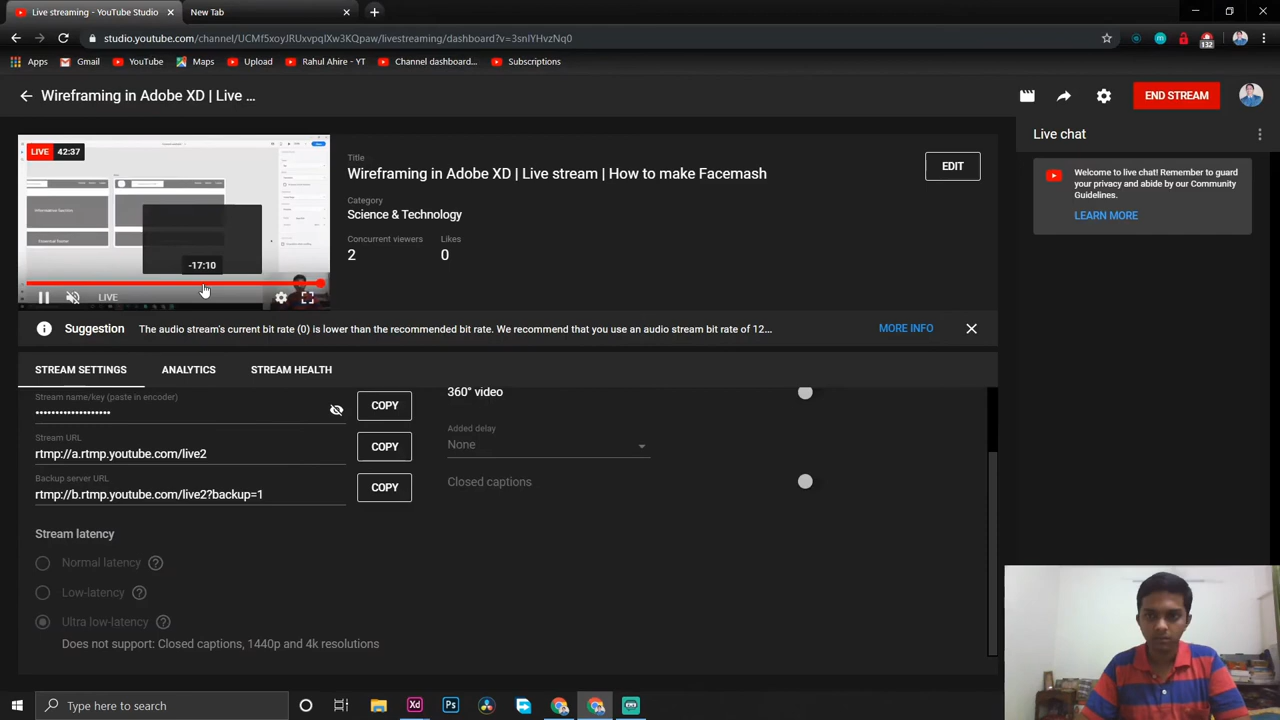 Live streaming - YouTube Studio
New Tab
studio.youtube.com/channel/UCMf5xoyJRUxvpqlXw3KQpaw/livestreaming/dashboard?v=3snlYHvzNq0
132
Apps Gmail YouTube Maps Upload Rahul Ahire - YT Channel dashboard... Subscriptions
Wireframing in Adobe XD | Live ...
END STREAM
Live chat
LIVE 42:37
-17:10
LIVE
Title
Wireframing in Adobe XD | Live stream | How to make Facemash
EDIT
Category
Science & Technology
Concurrent viewers
2
Likes
0
Welcome to live chat! Remember to guard
your privacy and abide by our Community
Guidelines.
LEARN MORE
Suggestion The audio stream's current bit rate (0) is lower than the recommended bit rate. We recommend that you use an audio stream bit rate of 12...
MORE INFO
STREAM SETTINGS ANALYTICS STREAM HEALTH
Stream name/key (paste in encoder)
•••••••••••••••••••
COPY
Stream URL
rtmp://a.rtmp.youtube.com/live2
COPY
Backup server URL
rtmp://b.rtmp.youtube.com/live2?backup=1
COPY
Stream latency
Normal latency
Low-latency
Ultra low-latency
Does not support: Closed captions, 1440p and 4k resolutions
360° video
Added delay
None
Closed captions
Type here to search
Xd
Ps